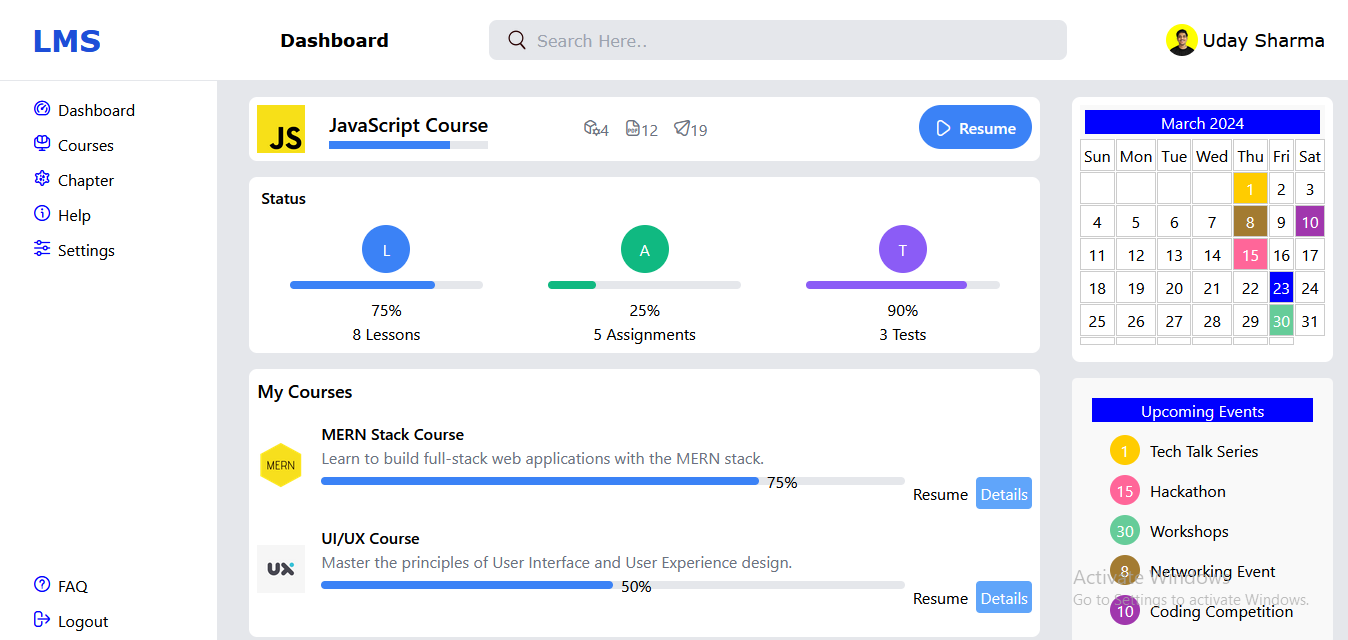 LMS
Dashboard
Search Here..
Uday Sharma
Dashboard
Courses
Chapter
Help
Settings
FAQ
Logout
JS
JavaScript Course
4
PDF 12
19
Resume
Status
L
A
T
75%
25%
90%
8 Lessons
5 Assignments
3 Tests
My Courses
MERN
MERN Stack Course
Learn to build full-stack web applications with the MERN stack.
75%
Resume
Details
UX
UI/UX Course
Master the principles of User Interface and User Experience design.
50%
Resume
Details
March 2024
Sun Mon Tue Wed Thu Fri Sat
1 2 3
4 5 6 7 8 9 10
11 12 13 14 15 16 17
18 19 20 21 22 23 24
25 26 27 28 29 30 31
Upcoming Events
1 Tech Talk Series
15 Hackathon
30 Workshops
8 Networking Event
10 Coding Competition
Activate Windows
Go to Settings to activate Windows.